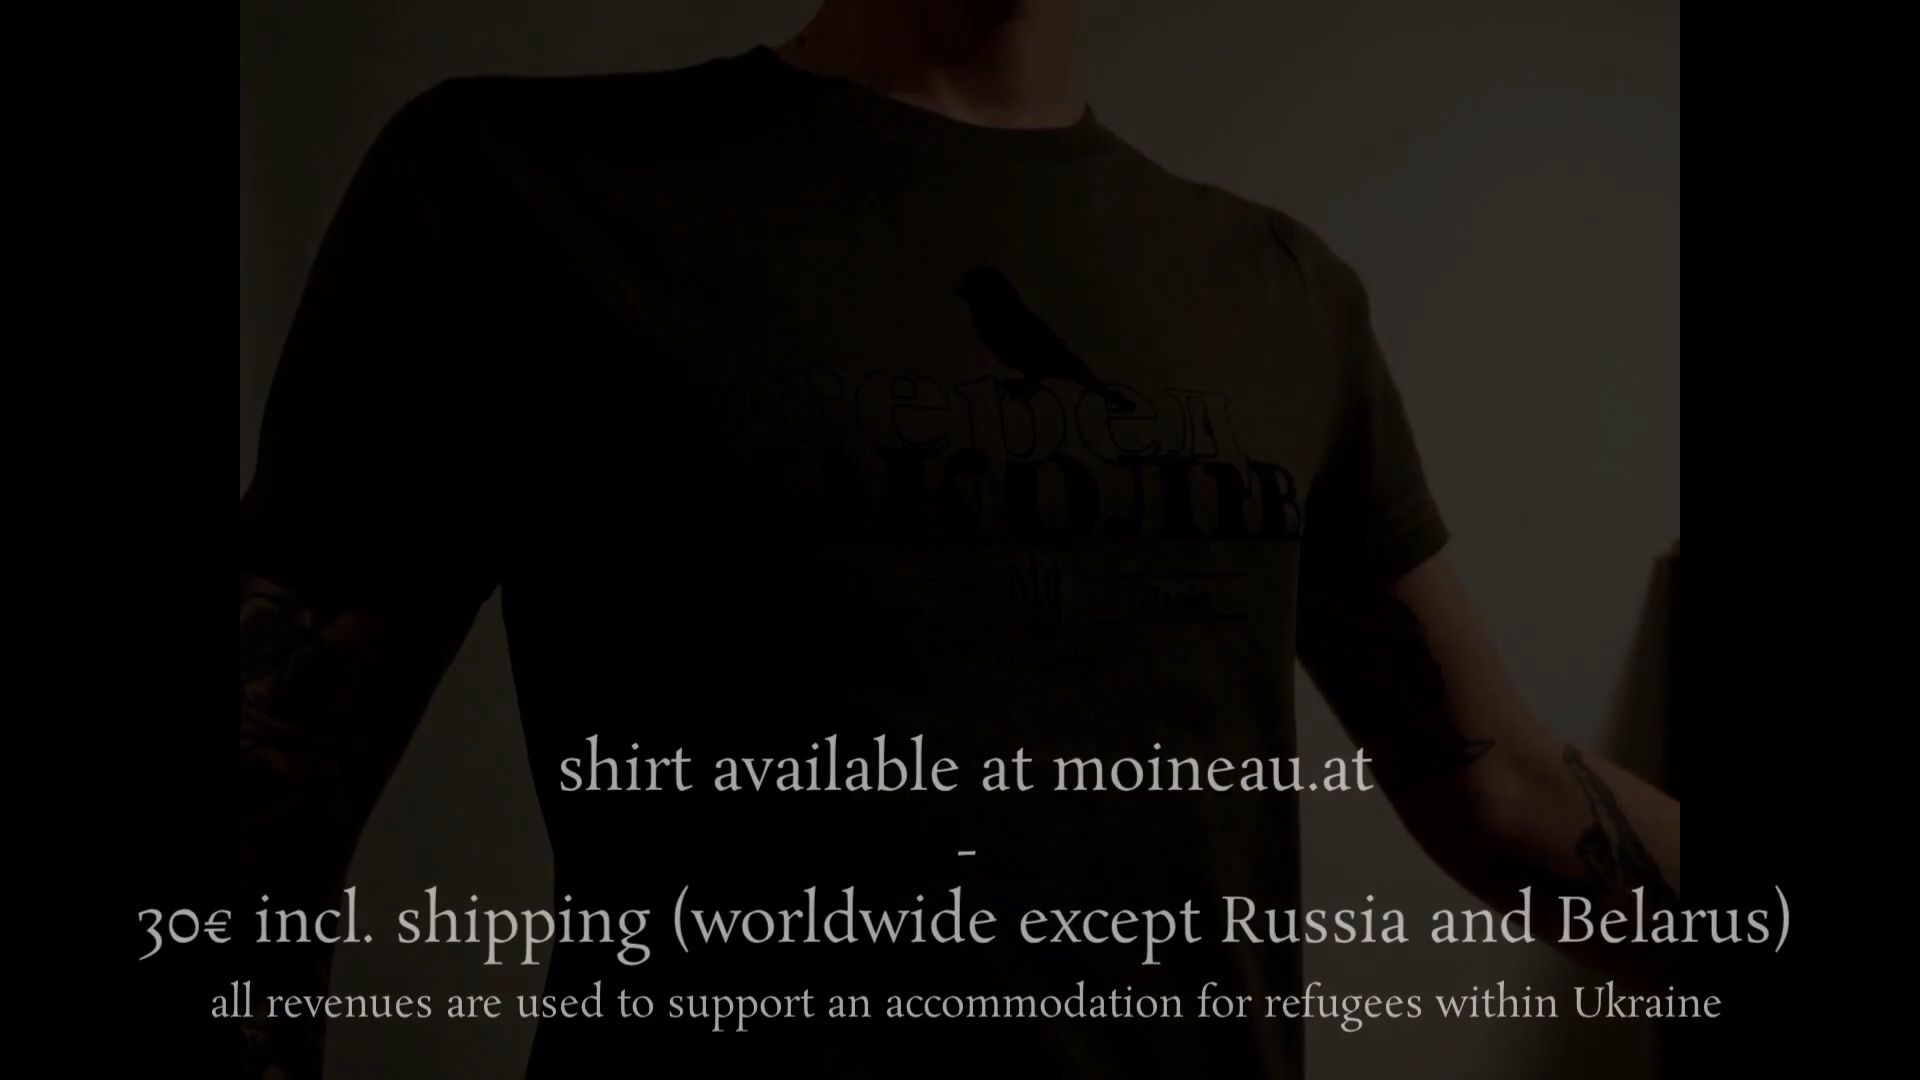 серед
shirt available at moineau.at
-
30€ incl. shipping (worldwide except Russia and Belarus)
all revenues are used to support an accommodation for refugees within Ukraine